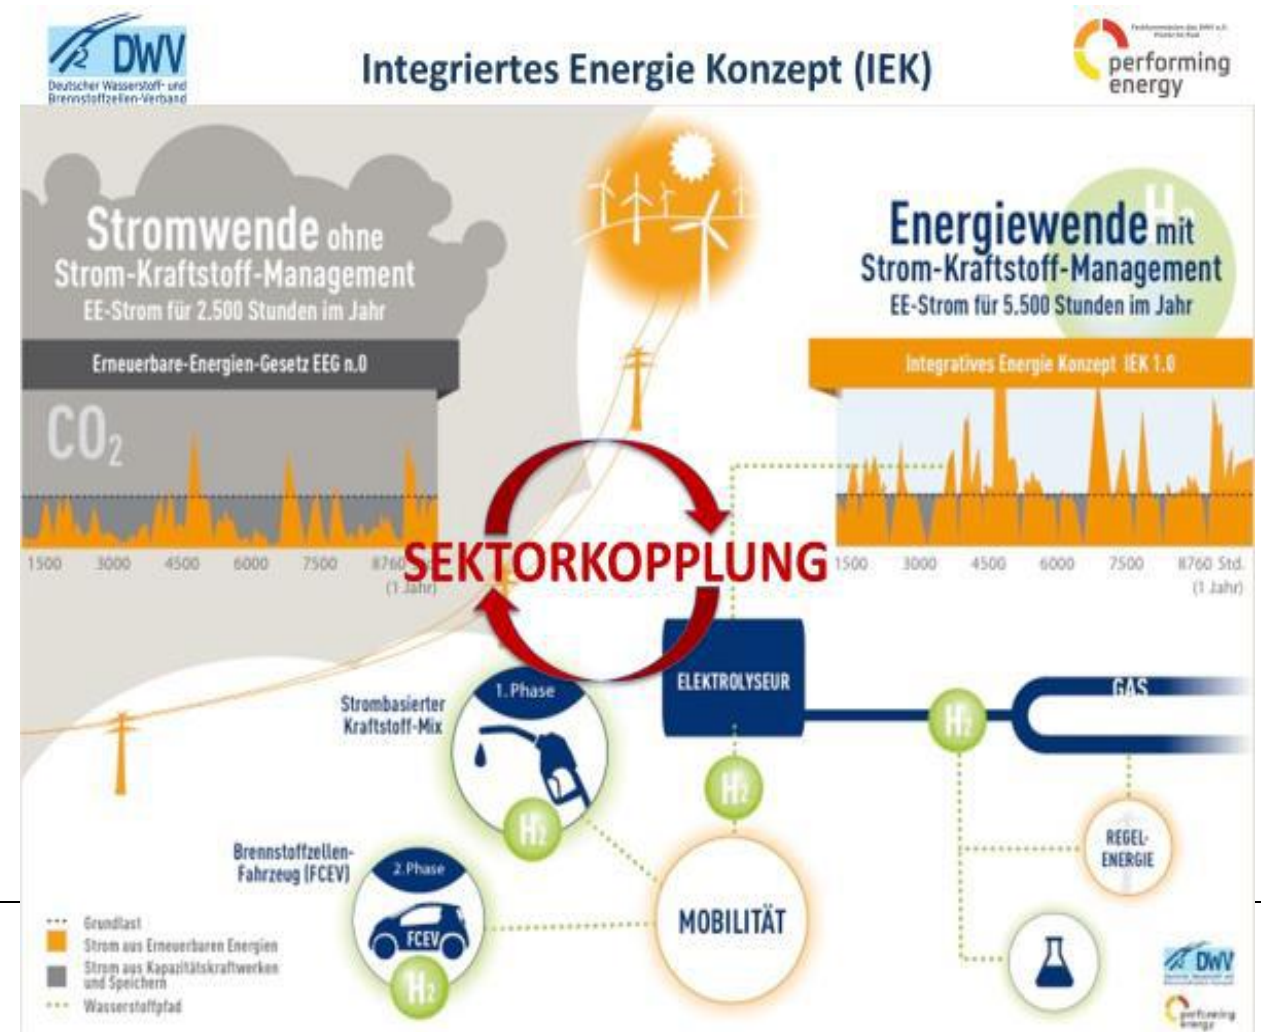 DWV
Deutscher Wasserstoff- und
Brennstoffzellen-Verband
Integriertes Energie Konzept (IEK)
performing
energy
Stromwende ohne
Strom-Kraftstoff-Management
EE-Strom für 2.500 Stunden im Jahr
H2
Energiewende mit
Strom-Kraftstoff-Management
EE-Strom für 5.500 Stunden im Jahr
Erneuerbare-Energien-Gesetz EEG n.0
Integratives Energie Konzept IEK 1.0
CO2
SEKTORKOPPLUNG
1500 3000 4500 6000 7500 8760
(1 Jahr)
1500 3000 4500 6000 7500 8760 Std.
(1 Jahr)
ELEKTROLYSEUR
GAS
H2
Strombasierter
Kraftstoff-Mix
1. Phase
H2
H2
REGEL-
ENERGIE
Brennstoffzellen-
Fahrzeug (FCEV)
2. Phase
FCEV
H2
MOBILITÄT
Grundlast
Strom aus Erneuerbaren Energien
Strom aus Kapazitätskraftwerken
und Speichern
Wasserstoffpfad
DWV
performing
energy